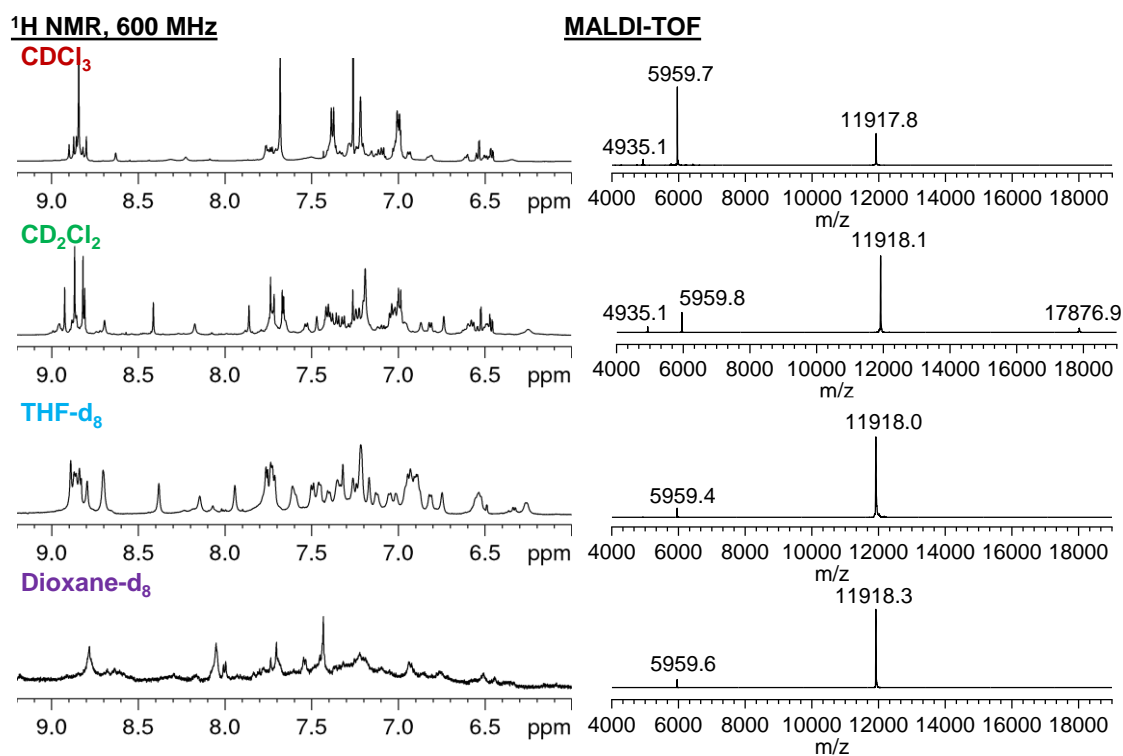 ¹H NMR, 600 MHz
MALDI-TOF
CDCl₃
5959.7
11917.8
4935.1
9.0 8.5 8.0 7.5 7.0 6.5 ppm
4000 6000 8000 10000 12000 14000 16000 18000
m/z
CD₂Cl₂
11918.1
4935.1
5959.8
17876.9
9.0 8.5 8.0 7.5 7.0 6.5 ppm
4000 6000 8000 10000 12000 14000 16000 18000
m/z
THF-d₈
11918.0
5959.4
9.0 8.5 8.0 7.5 7.0 6.5 ppm
4000 6000 8000 10000 12000 14000 16000 18000
m/z
Dioxane-d₈
11918.3
5959.6
9.0 8.5 8.0 7.5 7.0 6.5 ppm
4000 6000 8000 10000 12000 14000 16000 18000
m/z